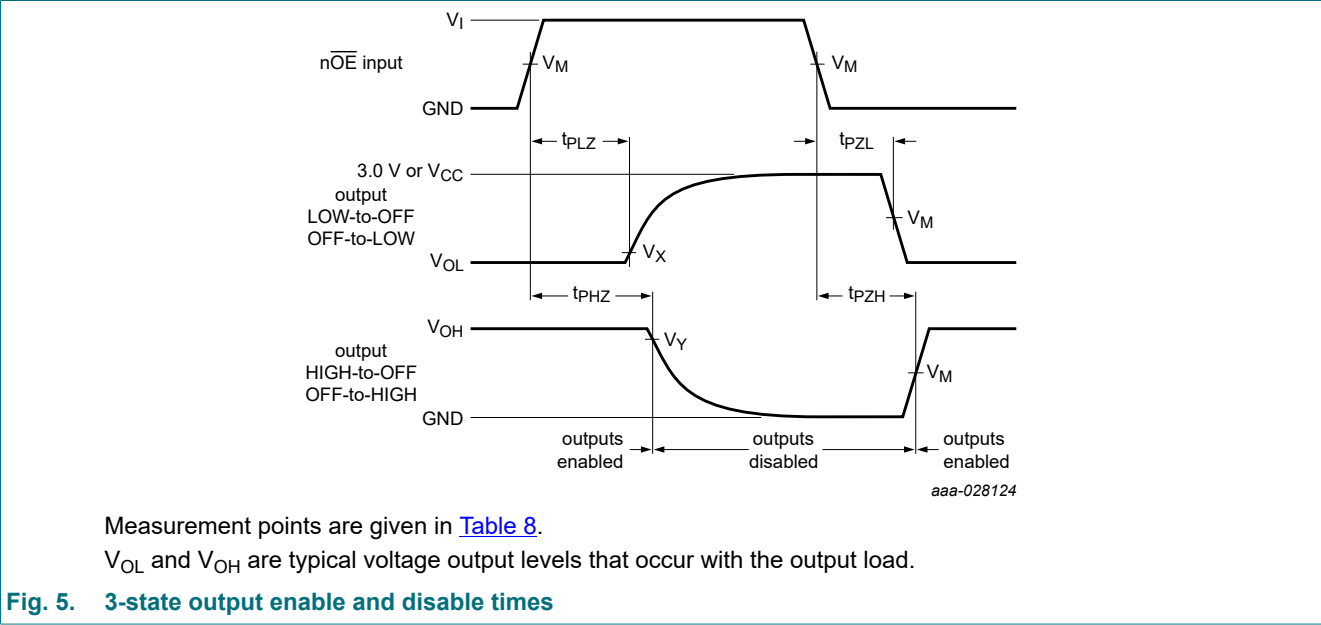 VI
nOE input
VM
VM
GND
tPLZ
tPZL
3.0 V or VCC
output
LOW-to-OFF
OFF-to-LOW
VM
VX
VOL
tPHZ
tPZH
VOH
VY
output
HIGH-to-OFF
OFF-to-HIGH
VM
GND
outputs
enabled
outputs
disabled
outputs
enabled
aaa-028124
Measurement points are given in Table 8.
VOL and VOH are typical voltage output levels that occur with the output load.
Fig. 5. 3-state output enable and disable times